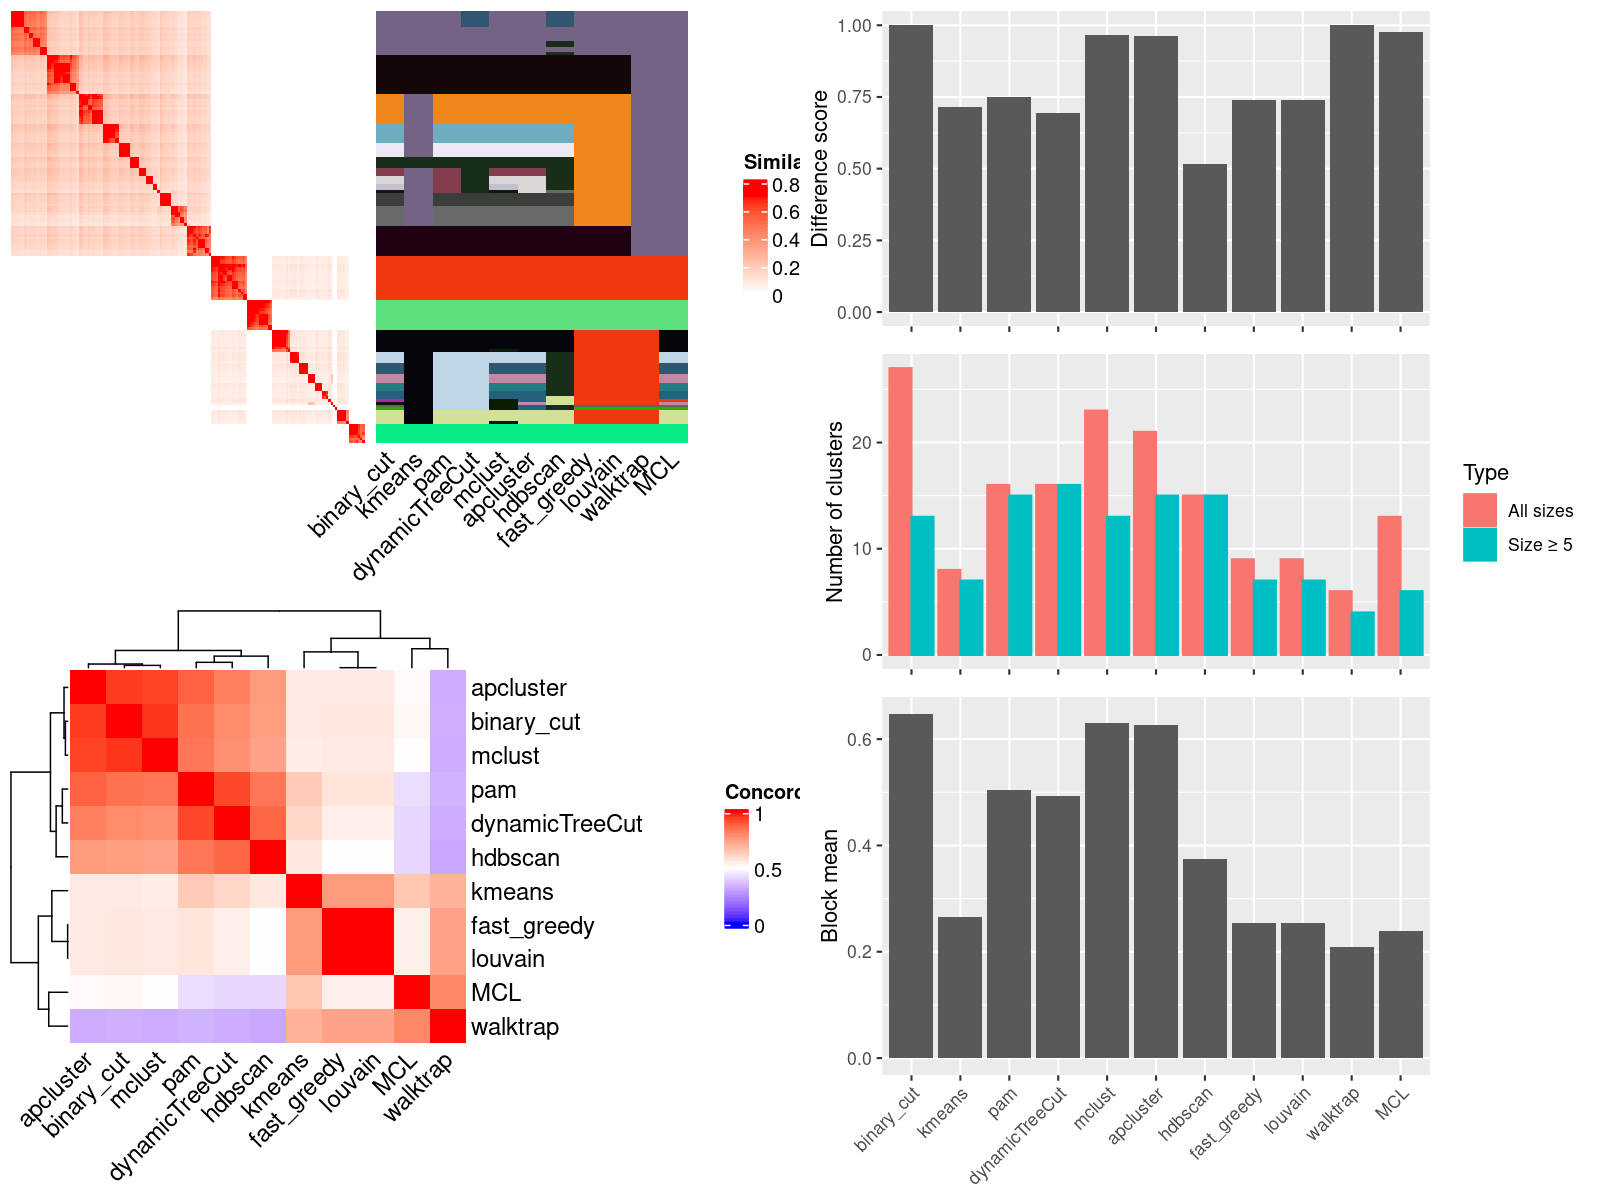 Simila
0.8
0.6
0.4
0.2
0
binary_cut
kmeans
pam
dynamicTreeCut
mclust
apcluster
hdbscan
fast_greedy
louvain
walktrap
MCL
Difference score
1.00
0.75
0.50
0.25
0.00
Number of clusters
20
10
0
Type
All sizes
Size ≥ 5
apcluster
binary_cut
mclust
pam
dynamicTreeCut
hdbscan
kmeans
fast_greedy
louvain
MCL
walktrap
Concord
1
0.5
0
apcluster
binary_cut
mclust
pam
dynamicTreeCut
hdbscan
kmeans
fast_greedy
louvain
MCL
walktrap
Block mean
0.6
0.4
0.2
0.0
binary_cut
kmeans
pam
dynamicTreeCut
mclust
apcluster
hdbscan
fast_greedy
louvain
walktrap
MCL